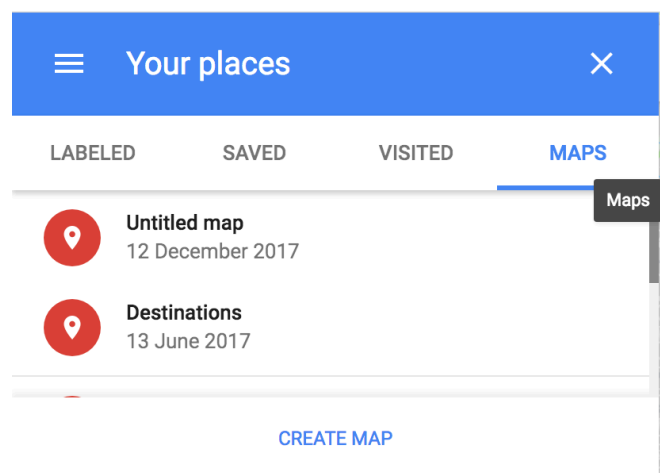 Your places
LABELED SAVED VISITED MAPS
Maps
Untitled map
12 December 2017
Destinations
13 June 2017
CREATE MAP